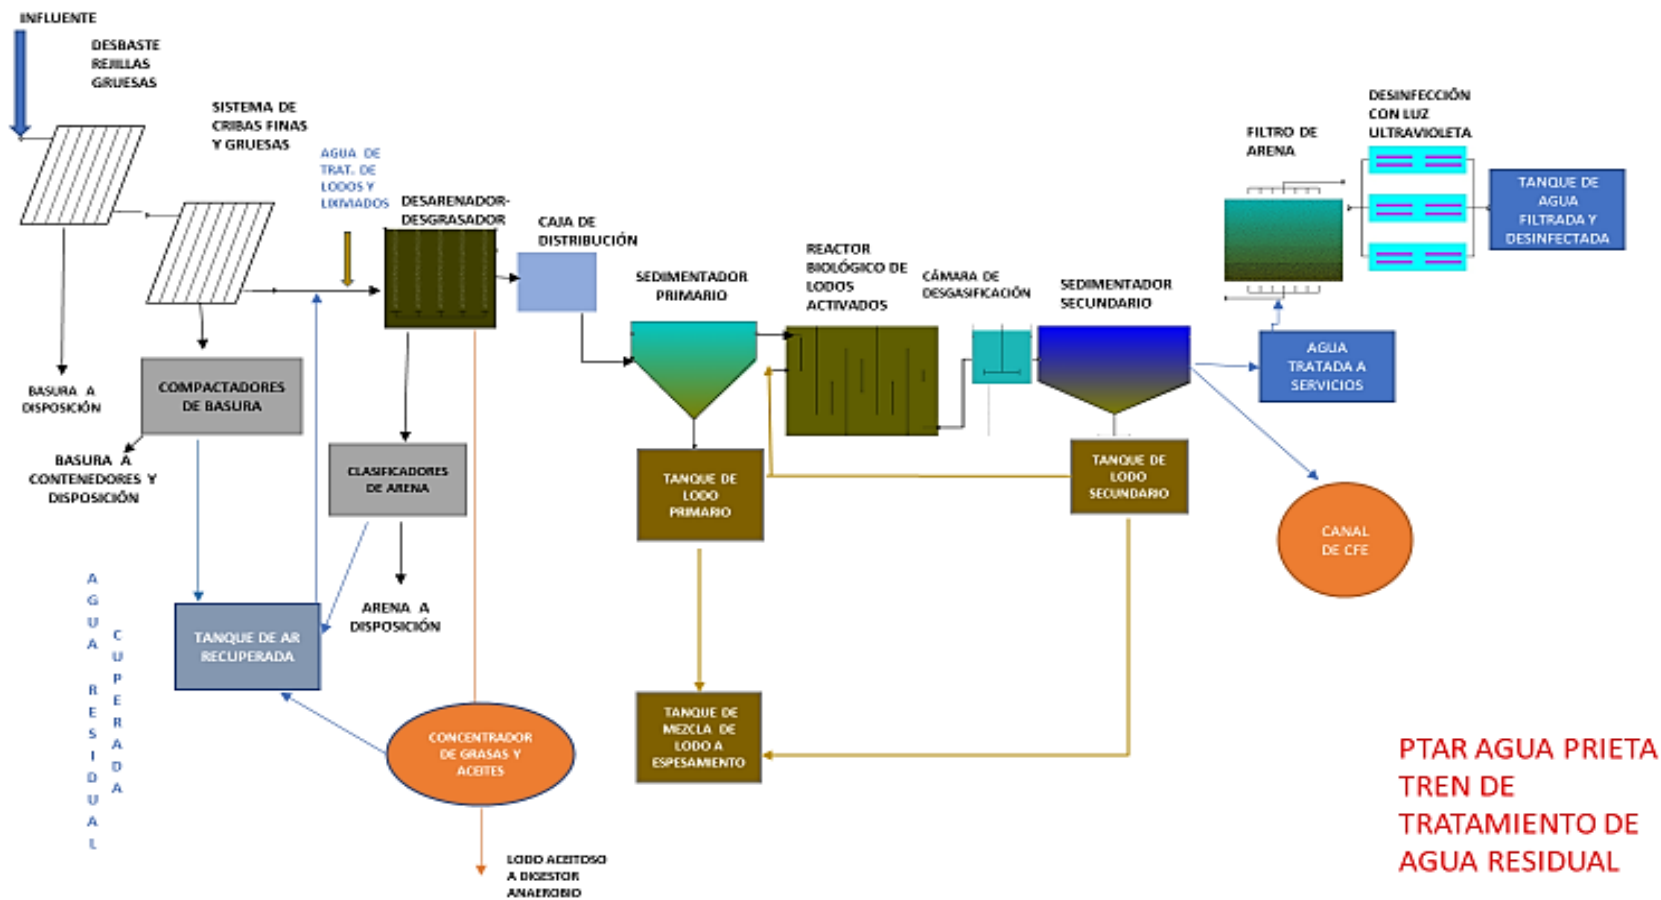 INFLUENTE
DESBASTE
REJILLAS
GRUESAS
SISTEMA DE
CRIBAS FINAS
Y GRUESAS
AGUA DE
TRAT. DE
LODOS Y
LIXIVIADOS
DESARENADOR-
DESGRASADOR
CAJA DE
DISTRIBUCIÓN
SEDIMENTADOR
PRIMARIO
REACTOR
BIOLÓGICO DE
LODOS
ACTIVADOS
CÁMARA DE
DESGASIFICACIÓN
SEDIMENTADOR
SECUNDARIO
FILTRO DE
ARENA
DESINFECCIÓN
CON LUZ
ULTRAVIOLETA
TANQUE DE
AGUA
FILTRADA Y
DESINFECTADA
AGUA
TRATADA A
SERVICIOS
BASURA A
DISPOSICIÓN
COMPACTADORES
DE BASURA
BASURA A
CONTENEDORES Y
DISPOSICIÓN
CLASIFICADORES
DE ARENA
TANQUE DE
LODO
PRIMARIO
TANQUE DE
LODO
SECUNDARIO
CANAL
DE CFE
AGUA RESIDUAL
CUPERADA
TANQUE DE AR
RECUPERADA
ARENA A
DISPOSICIÓN
CONCENTRADOR
DE GRASAS Y
ACEITES
TANQUE DE
MEZCLA DE
LODO A
ESPESAMIENTO
LODO ACEITOSO
A DIGESTOR
ANAEROBIO
PTAR AGUA PRIETA
TREN DE
TRATAMIENTO DE
AGUA RESIDUAL